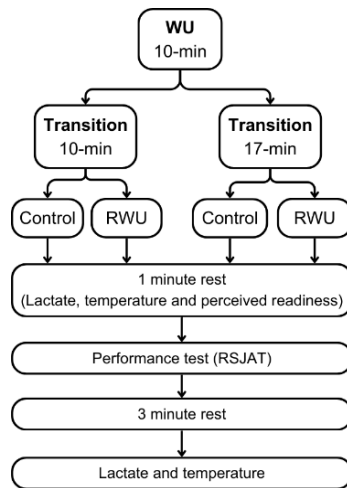 WU
10-min
Transition
10-min
Transition
17-min
Control
RWU
Control
RWU
1 minute rest
(Lactate, temperature and perceived readiness)
Performance test (RSJAT)
3 minute rest
Lactate and temperature